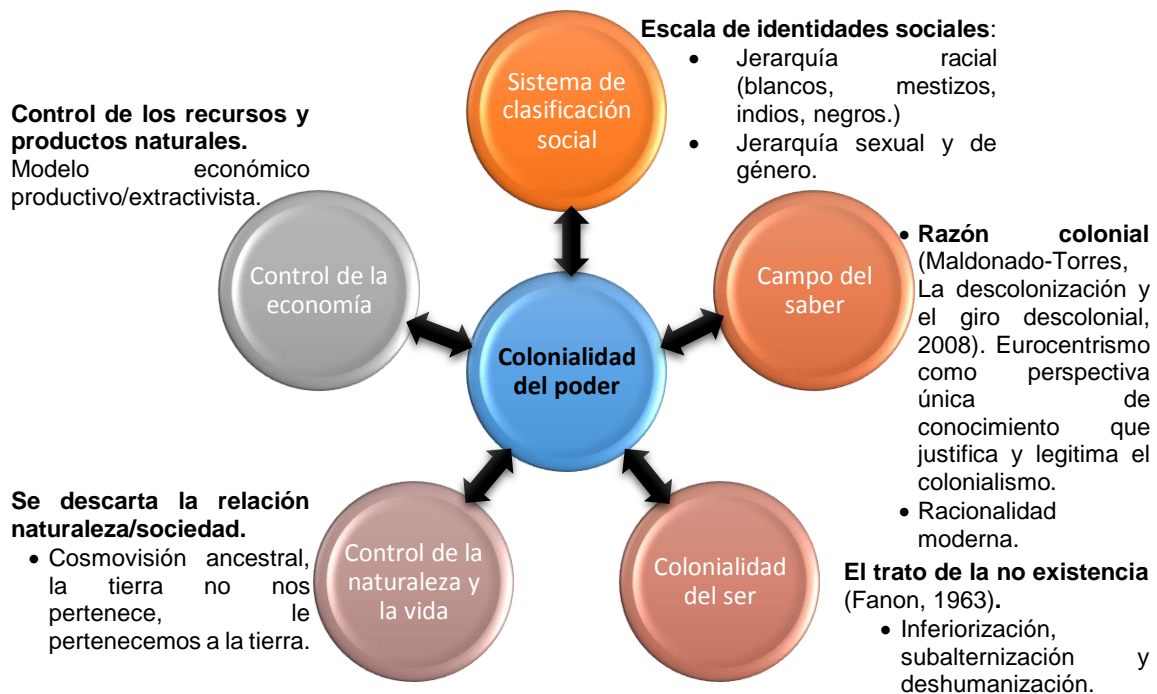 Escala de identidades sociales:
• Jerarquía racial
(blancos, mestizos,
indios, negros.)
• Jerarquía sexual y de
género.
Sistema de
clasificación
social
Control de los recursos y
productos naturales.
Modelo económico
productivo/extractivista.
Control de la
economía
Campo del
saber
• Razón colonial
(Maldonado-Torres,
La descolonización y
el giro descolonial,
2008). Eurocentrismo
como perspectiva
única de
conocimiento que
justifica y legitima el
colonialismo.
• Racionalidad
moderna.
Colonialidad
del poder
Se descarta la relación
naturaleza/sociedad.
• Cosmovisión ancestral,
la tierra no nos
pertenece, le
pertenecemos a la tierra.
Control de la
naturaleza y
la vida
Colonialidad
del ser
El trato de la no existencia
(Fanon, 1963).
• Inferiorización,
subalternización y
deshumanización.